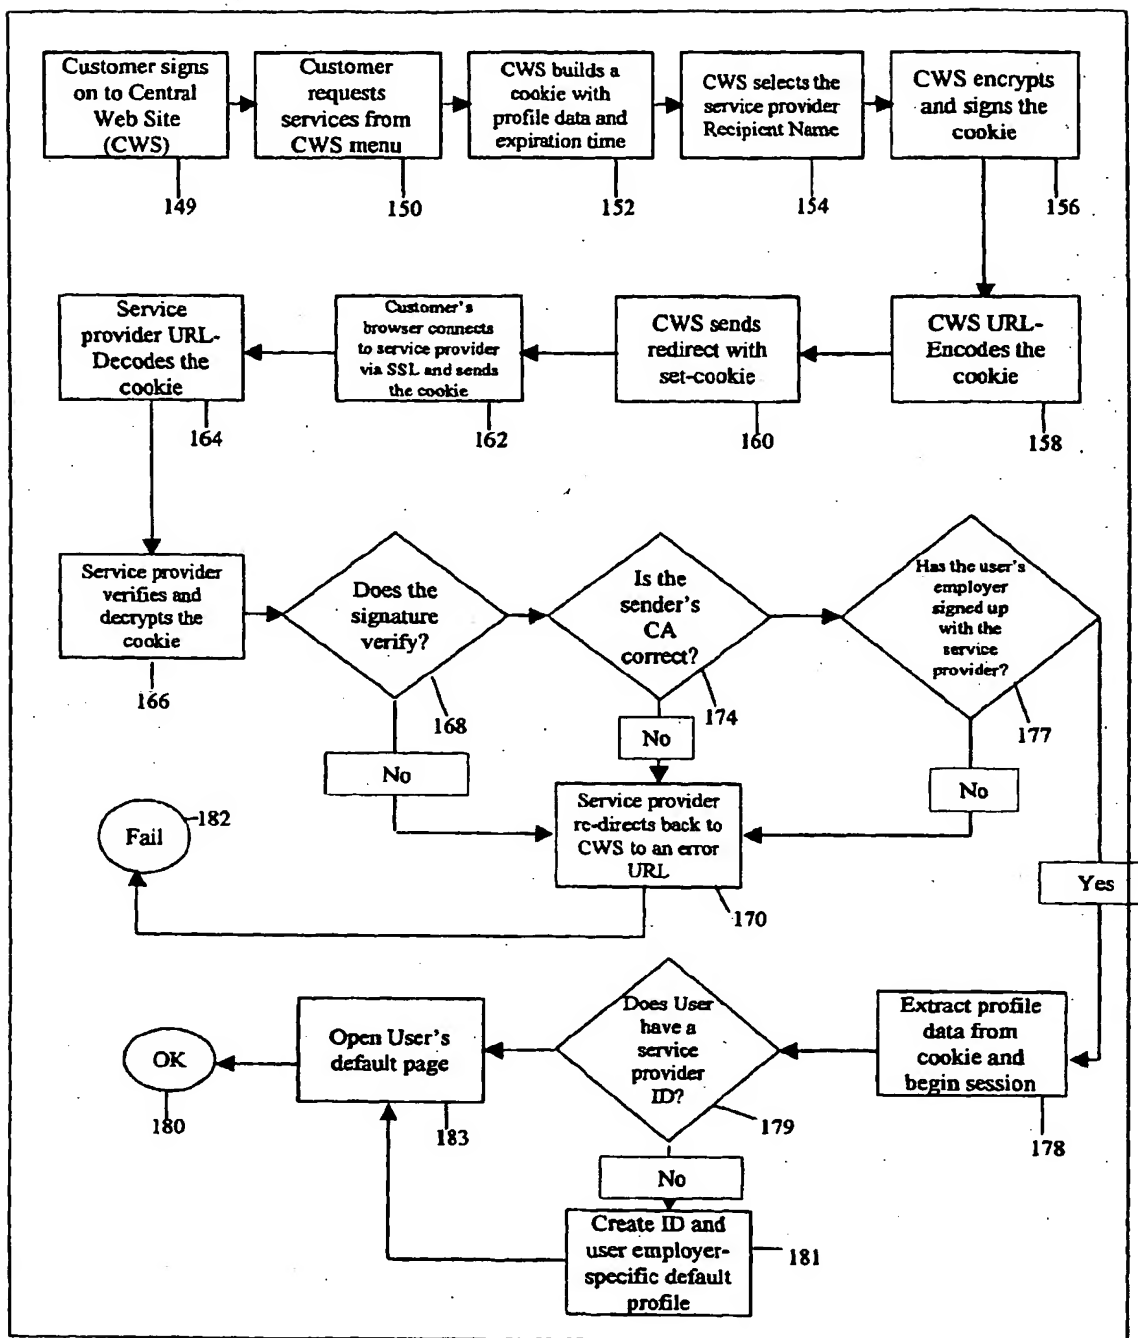 Customer signs
on to Central
Web Site
(CWS)
149
Customer
requests
services from
CWS menu
150
CWS builds a
cookie with
profile data and
expiration time
152
CWS selects the
service provider
Recipient Name
154
CWS encrypts
and signs the
cookie
156
Service
provider URL-
Decodes the
cookie
164
Customer's
browser connects
to service provider
via SSL and sends
the cookie
162
CWS sends
redirect with
set-cookie
160
CWS URL-
Encodes the
cookie
158
Service provider
verifies and
decrypts the
cookie
166
Does the
signature
verify?
168
Is the
sender's
CA
correct?
174
Has the user's
employer
signed up
with the
service
provider?
177
No
No
No
Fail
182
Service provider
re-directs back to
CWS to an error
URL
170
Yes
OK
180
Open User's
default page
183
Does User
have a
service
provider
ID?
179
Extract profile
data from
cookie and
begin session
178
No
Create ID and
user employer-
specific default
profile
181